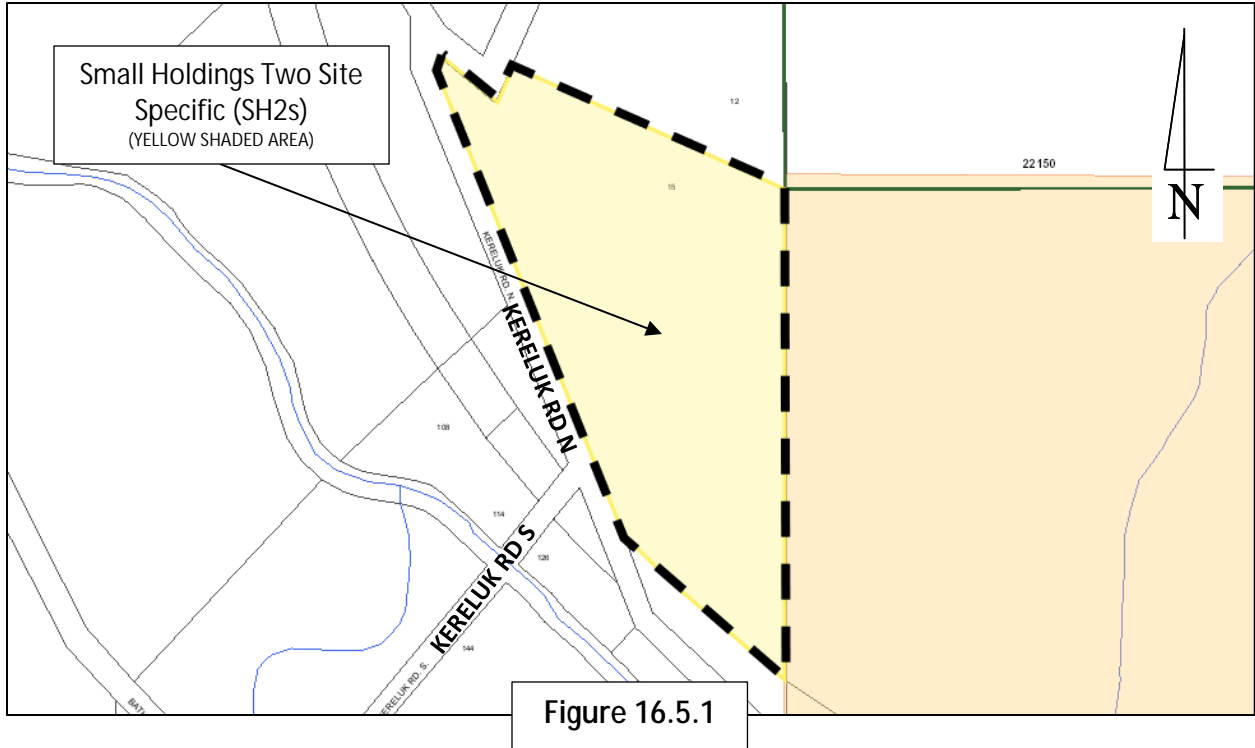 Small Holdings Two Site
Specific (SH2s)
(YELLOW SHADED AREA)
12
22150
15
N
KERELUK RD. N.
KERELUK RD N
108
114
126
KERELUK RD S
144
KERELUK RD. S.
Figure 16.5.1